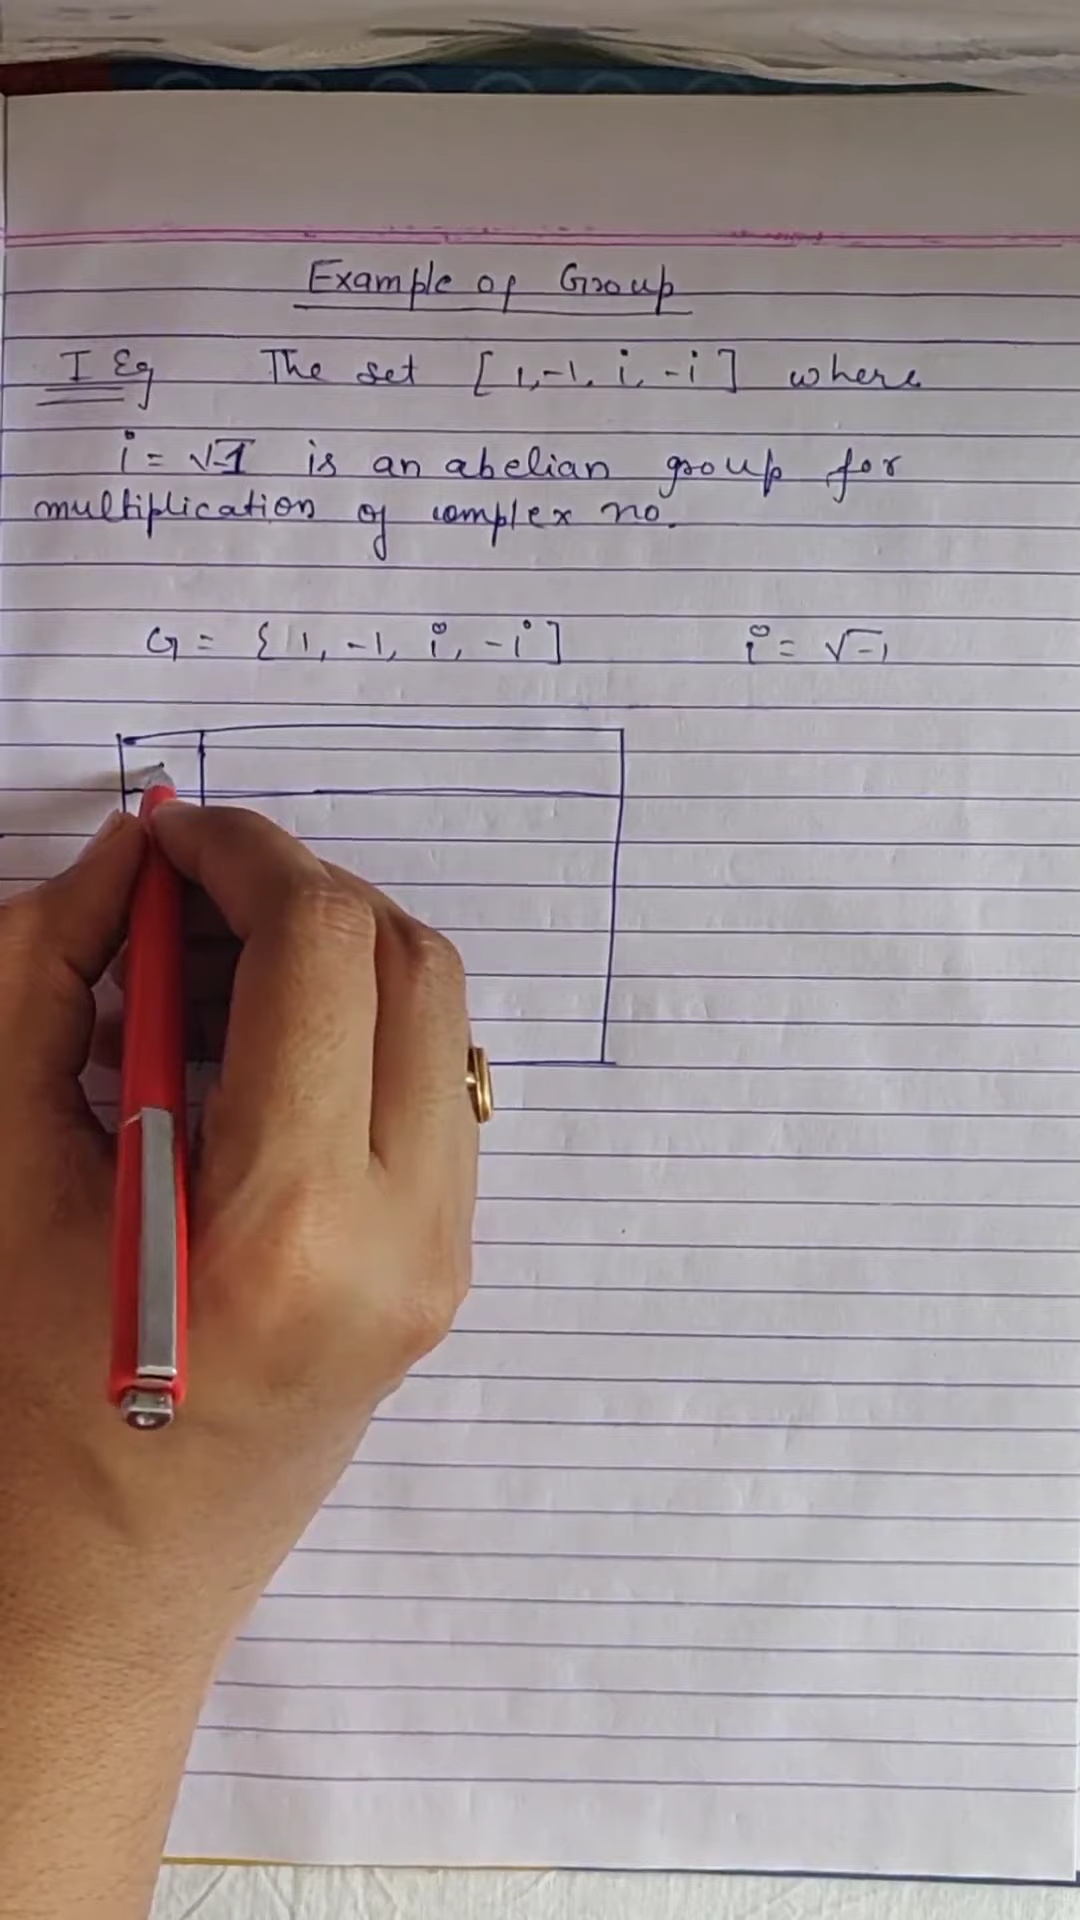 Example of Group
I Eg The set [1,-1, i, -i] where
i = √-1 is an abelian group for
multiplication of complex no.
G = {1, -1, i, -i] i = √-1